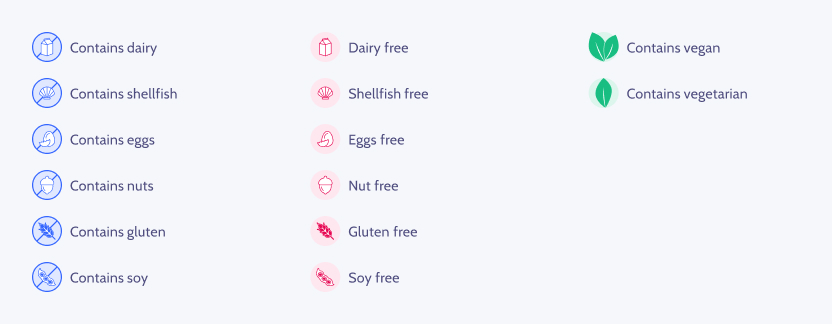 Contains dairy
Contains shellfish
Contains eggs
Contains nuts
Contains gluten
Contains soy
Dairy free
Shellfish free
Eggs free
Nut free
Gluten free
Soy free
Contains vegan
Contains vegetarian